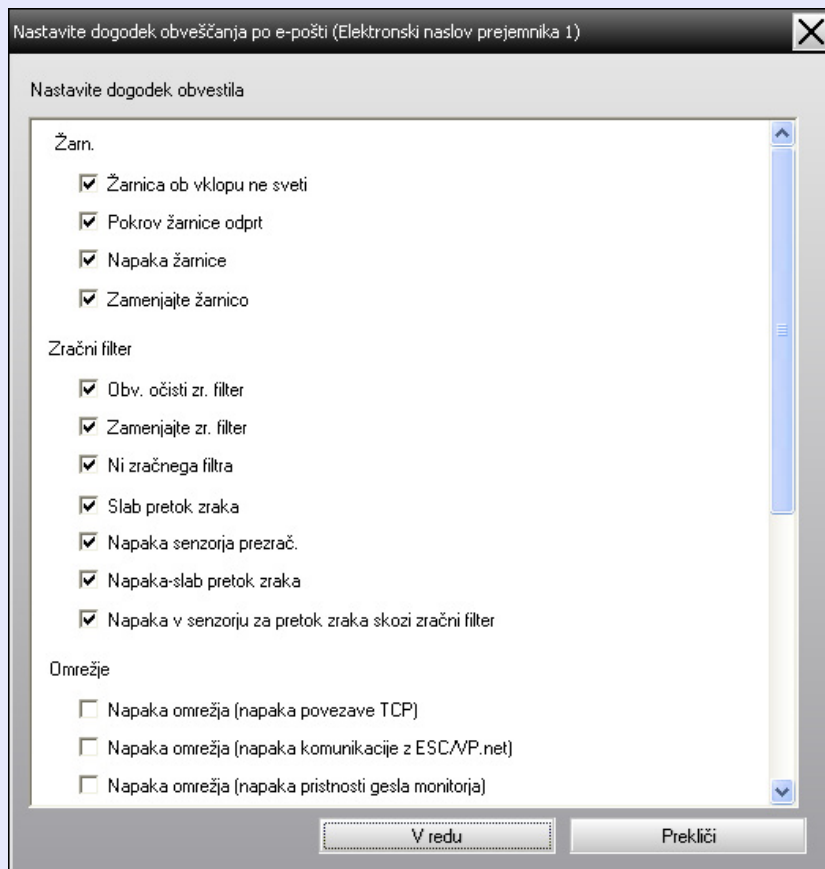 Nastavite dogodek obveščanja po e-pošti (Elektronski naslov prejemnika 1)
Nastavite dogodek obvestila
Žarn.
Žarnica ob vklopu ne sveti
Pokrov žarnice odprt
Napaka žarnice
Zamenjajte žarnico
Zračni filter
Obv. očisti zr. filter
Zamenjajte zr. filter
Ni zračnega filtra
Slab pretok zraka
Napaka senzorja prezrač.
Napaka-slab pretok zraka
Napaka v senzorju za pretok zraka skozi zračni filter
Omrežje
Napaka omrežja (napaka povezave TCP)
Napaka omrežja (napaka komunikacije z ESC/VP.net)
Napaka omrežja (napaka pristnosti gesla monitorja)
V redu
Prekliči